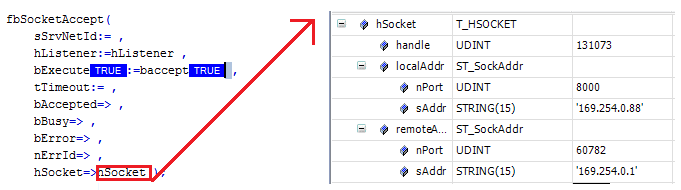 fbSocketAccept(
sSrvNetId:= ,
hListener:=hListener ,
bExecute TRUE :=baccept TRUE ,
tTimeout:= ,
bAccepted=> ,
bBusy=> ,
bError=> ,
nErrId=> ,
hSocket=>hSocket );
hSocket T_HSOCKET
handle UDINT 131073
localAddr ST_SockAddr
nPort UDINT 8000
sAddr STRING(15) '169.254.0.88'
remoteA... ST_SockAddr
nPort UDINT 60782
sAddr STRING(15) '169.254.0.1'